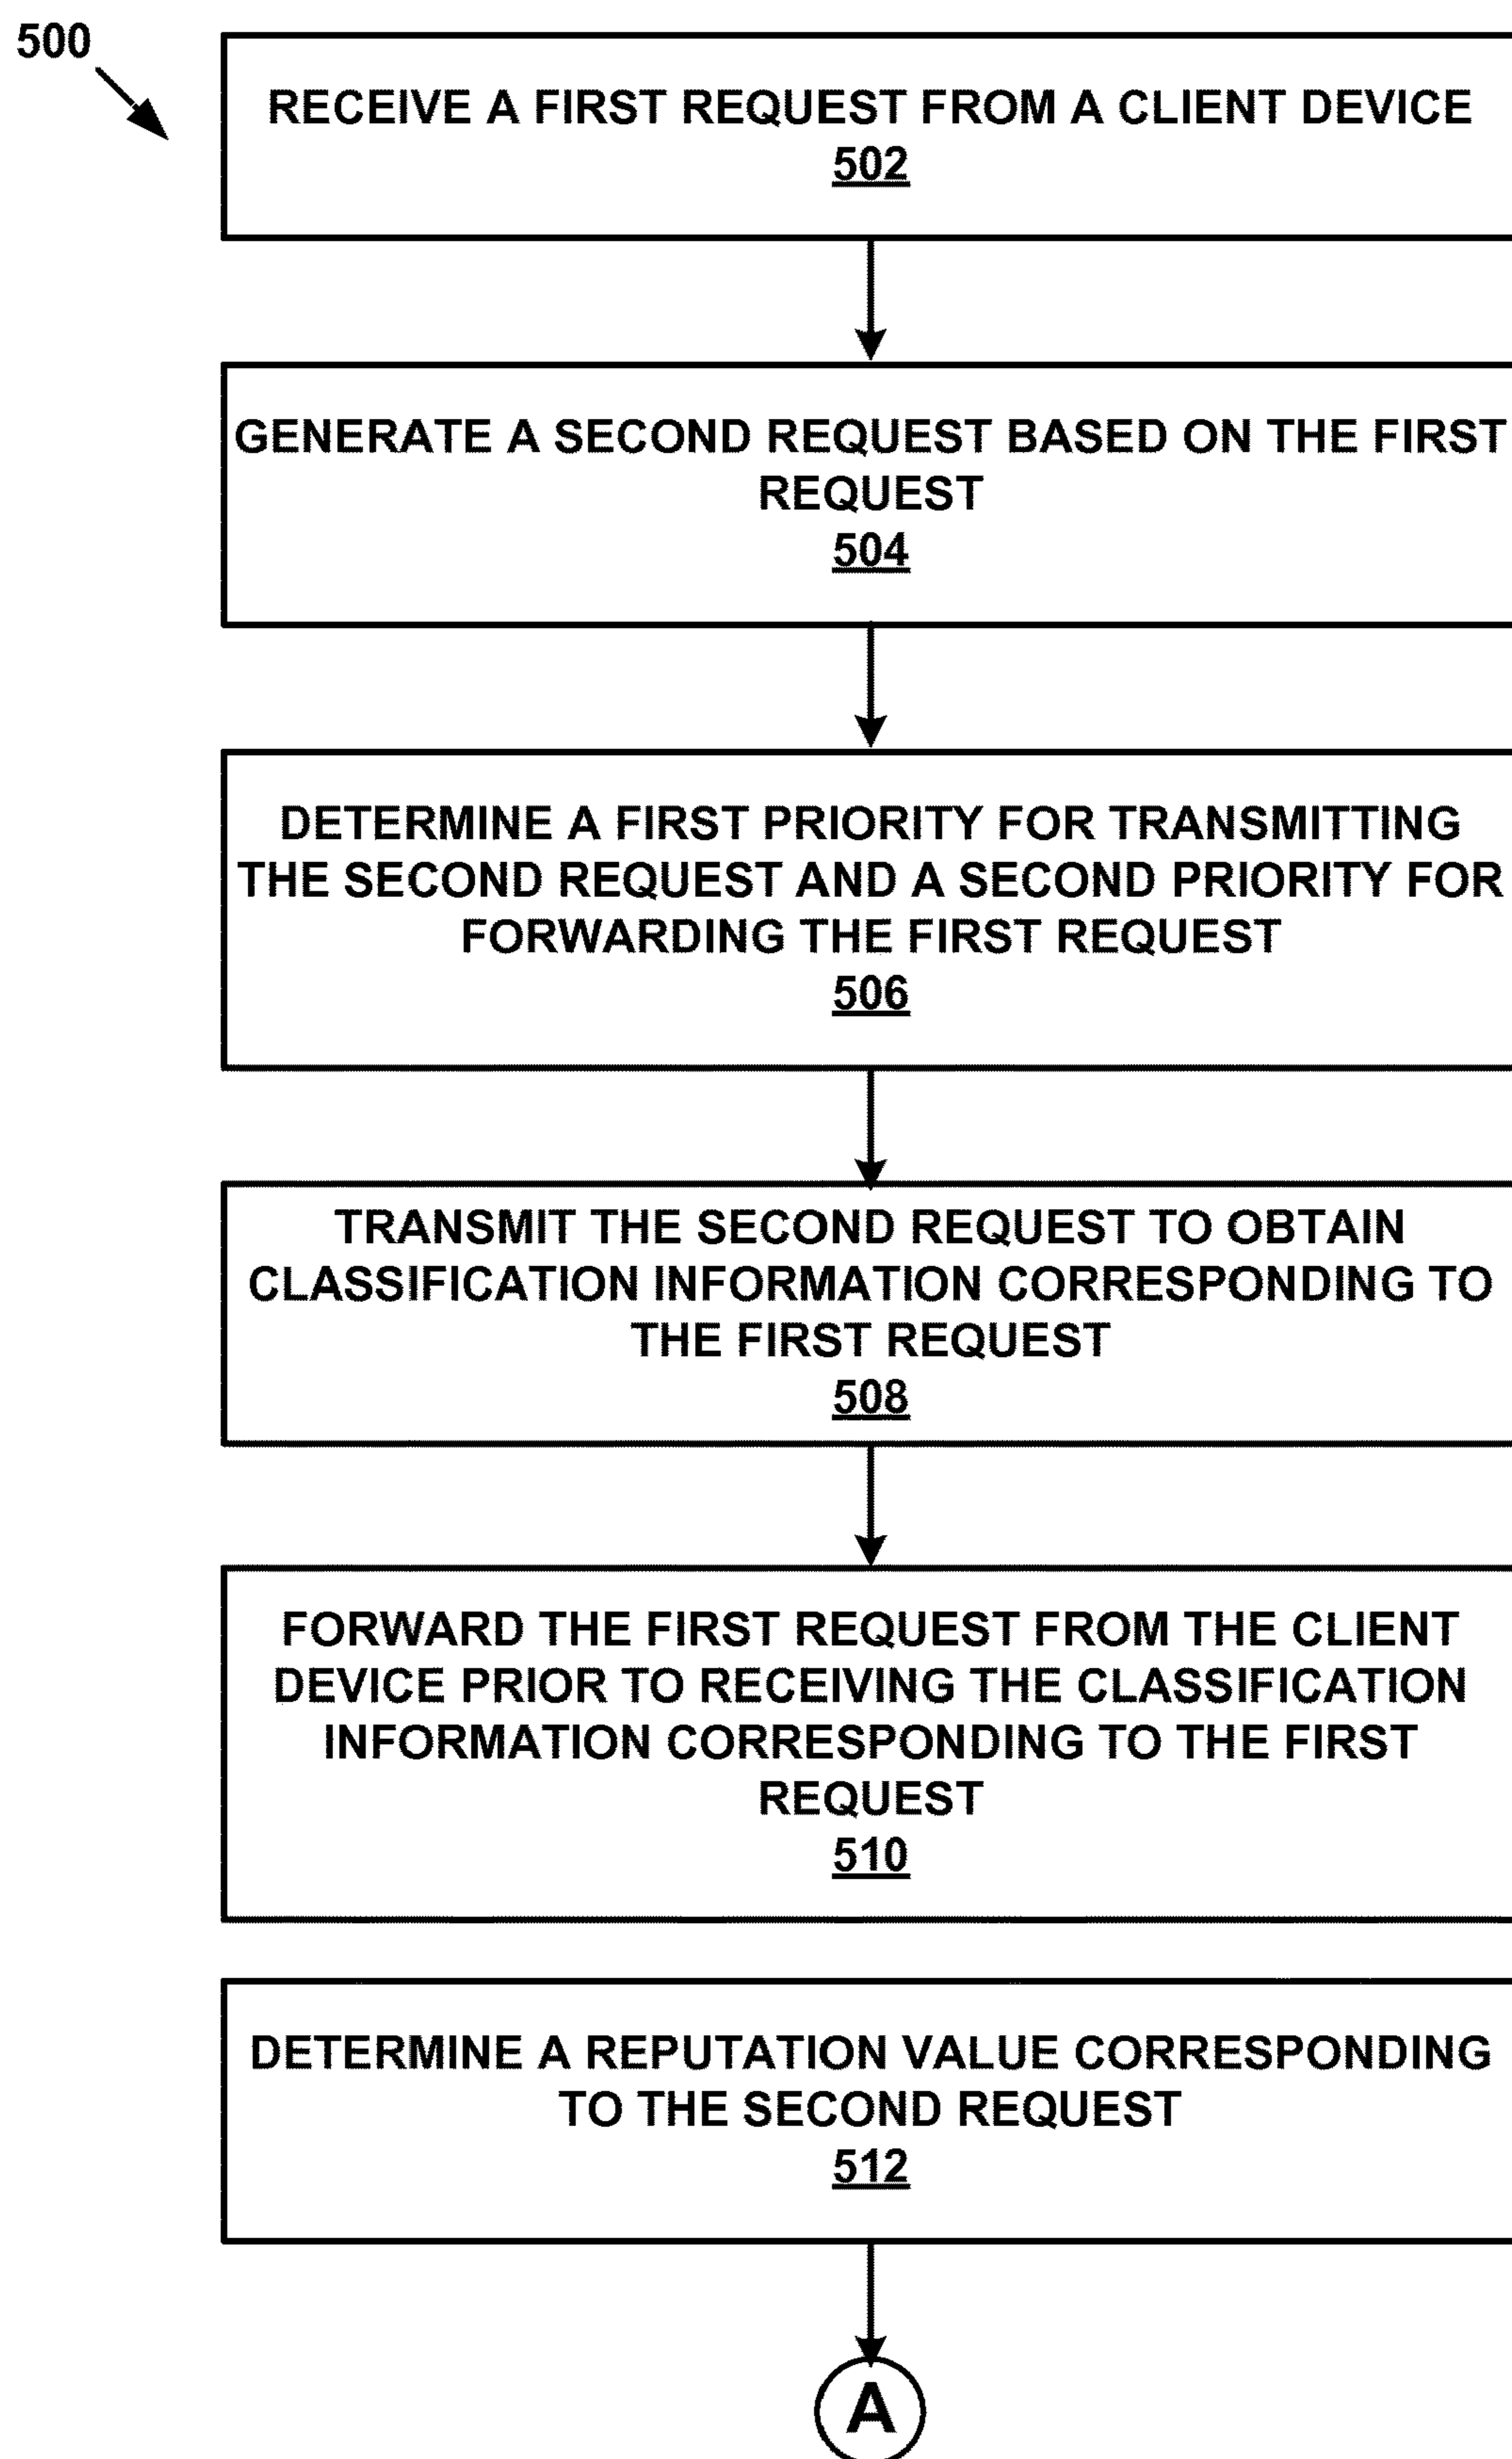 500
RECEIVE A FIRST REQUEST FROM A CLIENT DEVICE
502
GENERATE A SECOND REQUEST BASED ON THE FIRST
REQUEST
504
DETERMINE A FIRST PRIORITY FOR TRANSMITTING
THE SECOND REQUEST AND A SECOND PRIORITY FOR
FORWARDING THE FIRST REQUEST
506
TRANSMIT THE SECOND REQUEST TO OBTAIN
CLASSIFICATION INFORMATION CORRESPONDING TO
THE FIRST REQUEST
508
FORWARD THE FIRST REQUEST FROM THE CLIENT
DEVICE PRIOR TO RECEIVING THE CLASSIFICATION
INFORMATION CORRESPONDING TO THE FIRST
REQUEST
510
DETERMINE A REPUTATION VALUE CORRESPONDING
TO THE SECOND REQUEST
512
A